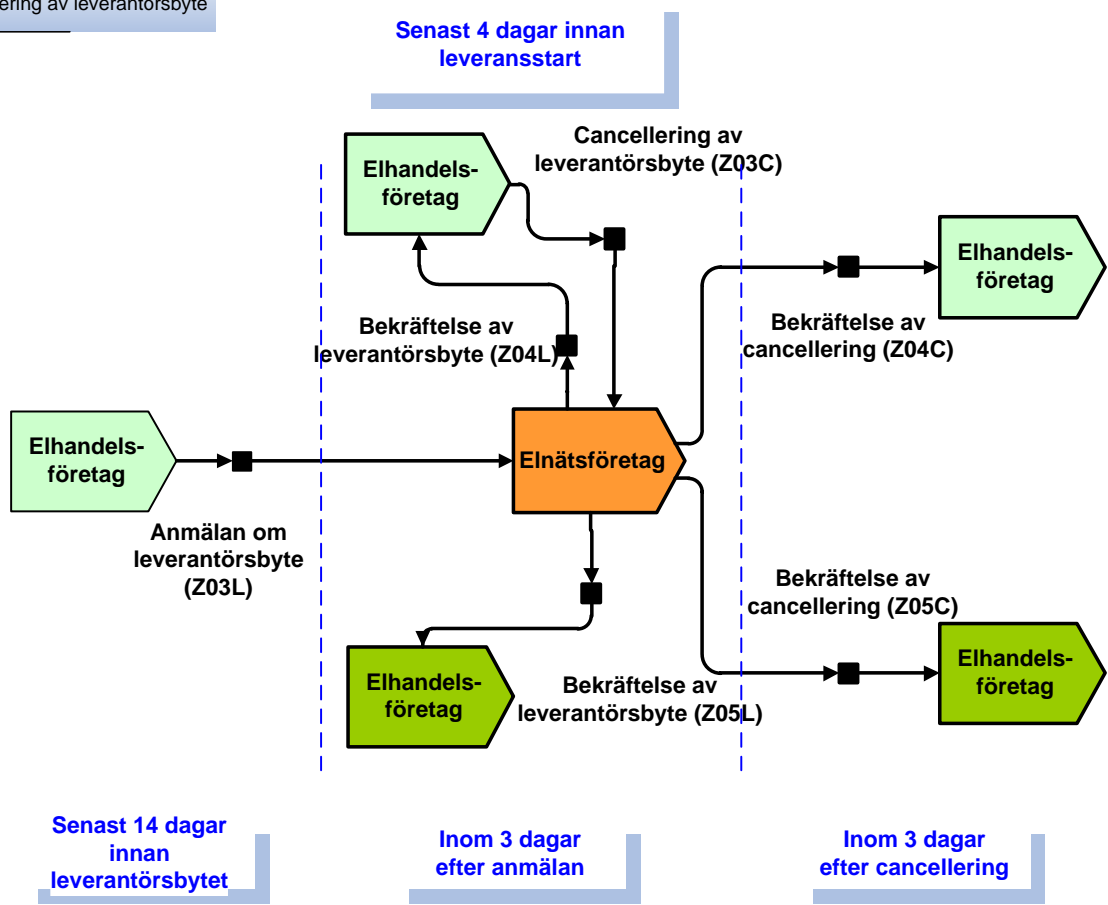 av leverantörsbyte
Senast 4 dagar innan
leveransstart
Cancellering av
leverantörsbyte (Z03C)
Elhandels-
företag
Elhandels-
företag
Bekräftelse av
leverantörsbyte (Z04L)
Bekräftelse av
cancellering (Z04C)
Elhandels-
företag
Elnätsföretag
Anmälan om
leverantörsbyte
(Z03L)
Bekräftelse av
cancellering (Z05C)
Elhandels-
företag
Bekräftelse av
leverantörsbyte (Z05L)
Elhandels-
företag
Senast 14 dagar
innan
leverantörsbytet
Inom 3 dagar
efter anmälan
Inom 3 dagar
efter cancellering